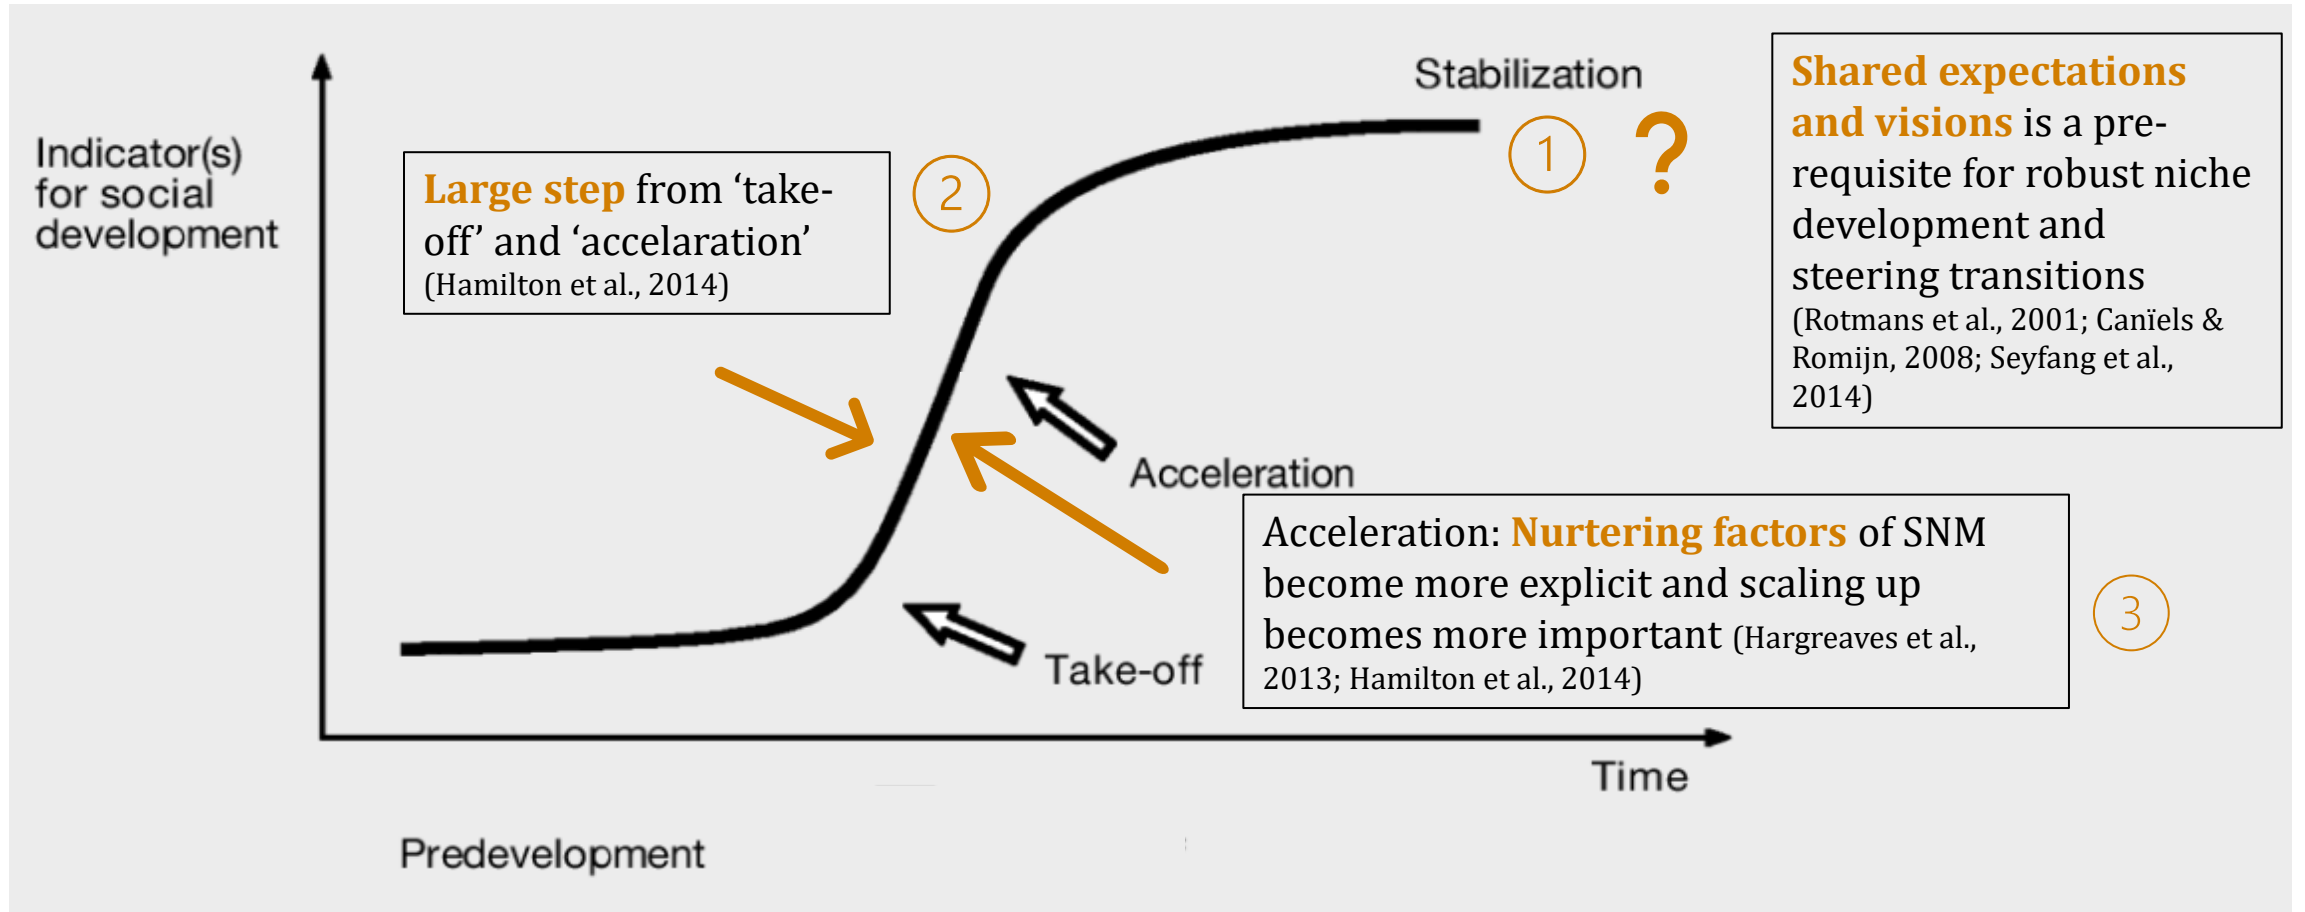 Indicator(s)
for social
development
Large step from ‘take-
off’ and ‘accelaration’
(Hamilton et al., 2014)
2
Stabilization
1 ?
Shared expectations
and visions is a pre-
requisite for robust niche
development and
steering transitions
(Rotmans et al., 2001; Canïels &
Romijn, 2008; Seyfang et al.,
2014)
Acceleration
Acceleration: Nurtering factors of SNM
become more explicit and scaling up
becomes more important (Hargreaves et al.,
2013; Hamilton et al., 2014)
3
Take-off
Time
Predevelopment